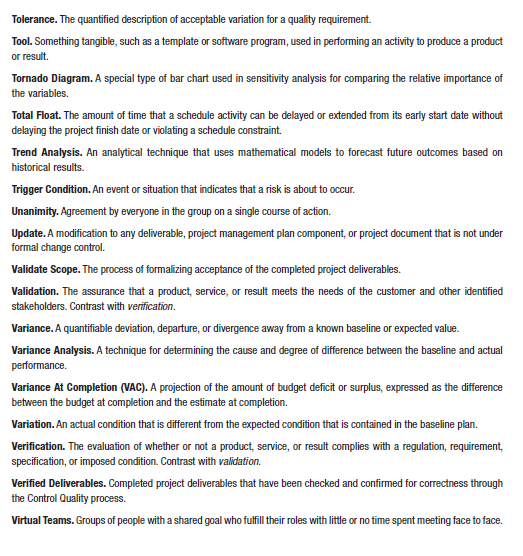 Tolerance. The quantified description of acceptable variation for a quality requirement.
Tool. Something tangible, such as a template or software program, used in performing an activity to produce a product
or result.
Tornado Diagram. A special type of bar chart used in sensitivity analysis for comparing the relative importance of
the variables.
Total Float. The amount of time that a schedule activity can be delayed or extended from its early start date without
delaying the project finish date or violating a schedule constraint.
Trend Analysis. An analytical technique that uses mathematical models to forecast future outcomes based on
historical results.
Trigger Condition. An event or situation that indicates that a risk is about to occur.
Unanimity. Agreement by everyone in the group on a single course of action.
Update. A modification to any deliverable, project management plan component, or project document that is not under
formal change control.
Validate Scope. The process of formalizing acceptance of the completed project deliverables.
Validation. The assurance that a product, service, or result meets the needs of the customer and other identified
stakeholders. Contrast with verification.
Variance. A quantifiable deviation, departure, or divergence away from a known baseline or expected value.
Variance Analysis. A technique for determining the cause and degree of difference between the baseline and actual
performance.
Variance At Completion (VAC). A projection of the amount of budget deficit or surplus, expressed as the difference
between the budget at completion and the estimate at completion.
Variation. An actual condition that is different from the expected condition that is contained in the baseline plan.
Verification. The evaluation of whether or not a product, service, or result complies with a regulation, requirement,
specification, or imposed condition. Contrast with validation.
Verified Deliverables. Completed project deliverables that have been checked and confirmed for correctness through
the Control Quality process.
Virtual Teams. Groups of people with a shared goal who fulfill their roles with little or no time spent meeting face to face.